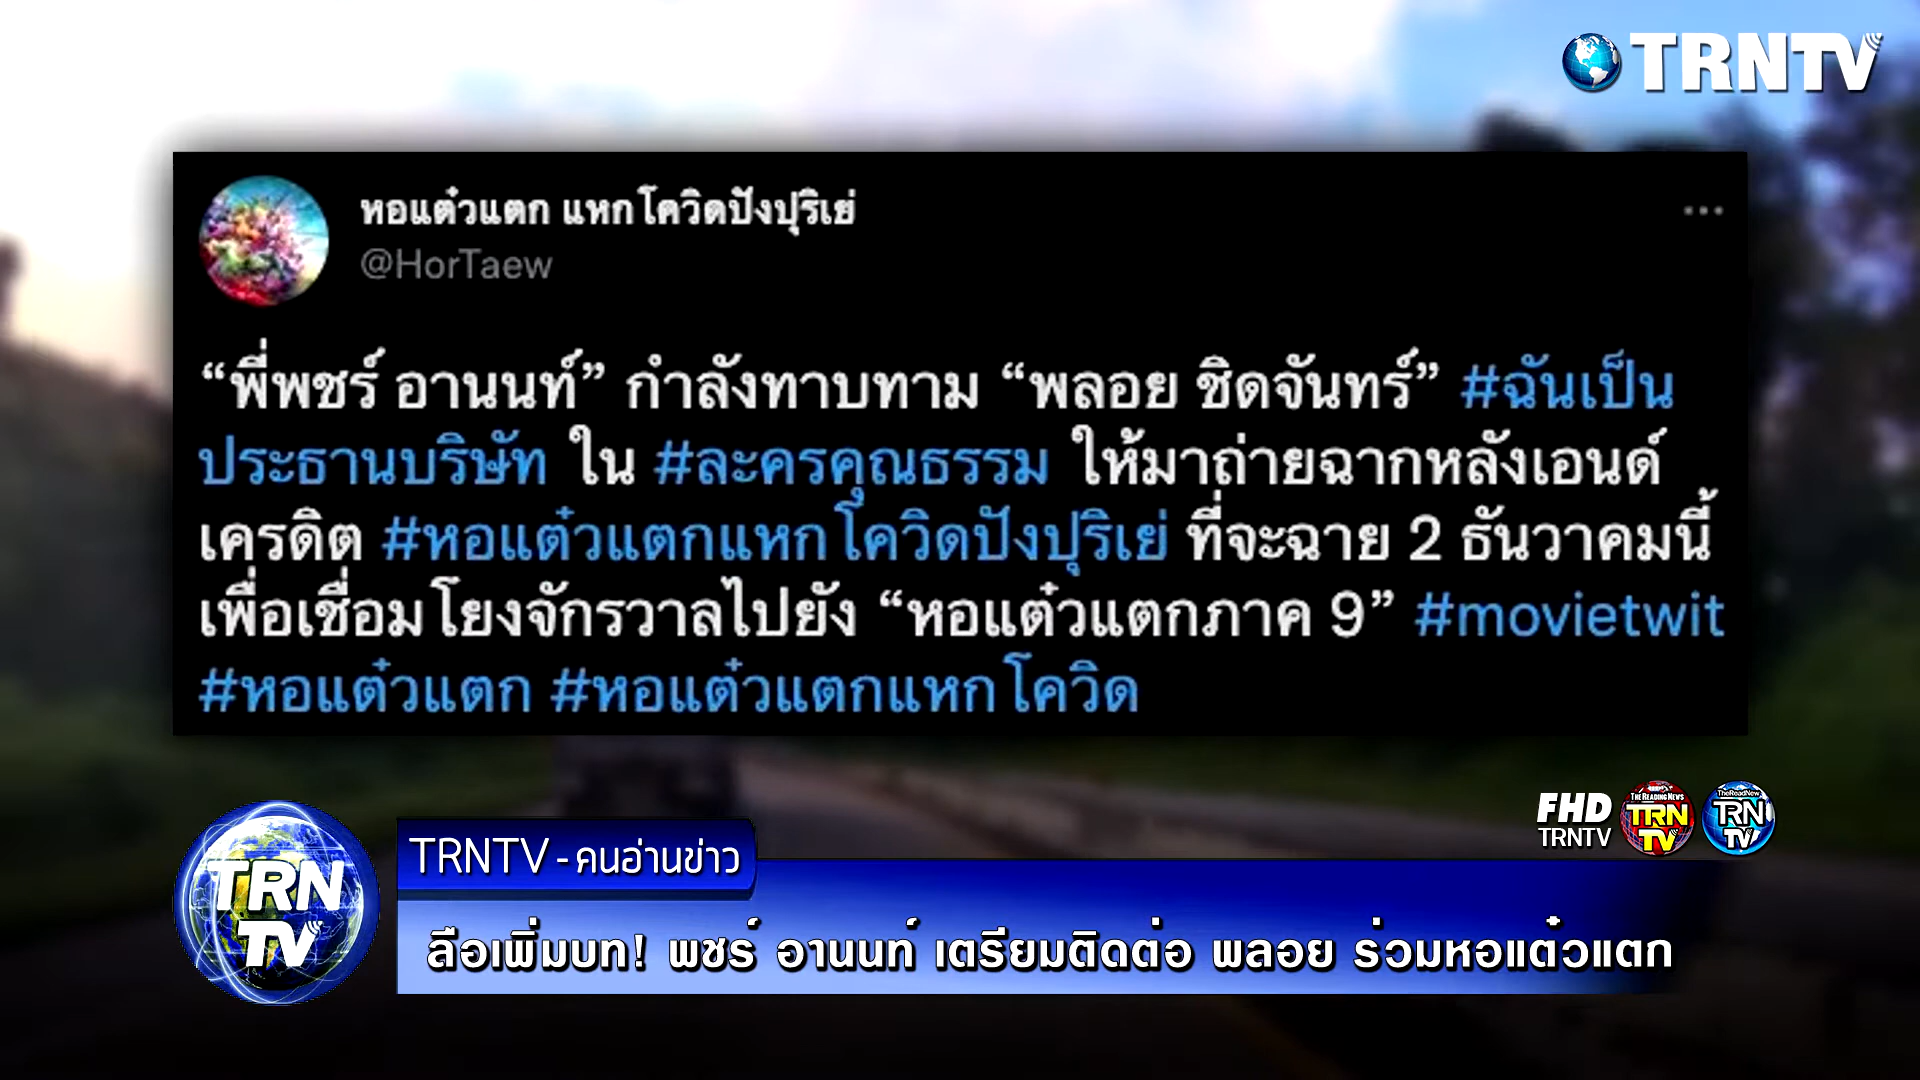 TRNTV
หอแต๋วแตก แหกโควิดปังปุริเย่
@HorTaew
“พี่พชร์ อานนท์” กำลังทาบทาม “พลอย ชิดจันทร์” #ฉันเป็น
ประธานบริษัท ใน #ละครคุณธรรม ให้มาถ่ายฉากหลังเอนด์
เครดิต #หอแต๋วแตกแหกโควิดปังปุริเย่ ที่จะฉาย 2 ธันวาคมนี้
เพื่อเชื่อมโยงจักรวาลไปยัง “หอแต๋วแตกภาค 9” #movietwit
#หอแต๋วแตก #หอแต๋วแตกแหกโควิด
FHD
TRNTV
THE READING NEWS
TRN
TV
TheReadNew
TRN
TV
TRN
TV
TRNTV - คนอ่านข่าว
ลือเพิ่มบท! พชร์ อานนท์ เตรียมติดต่อ พลอย ร่วมหอแต๋วแตก